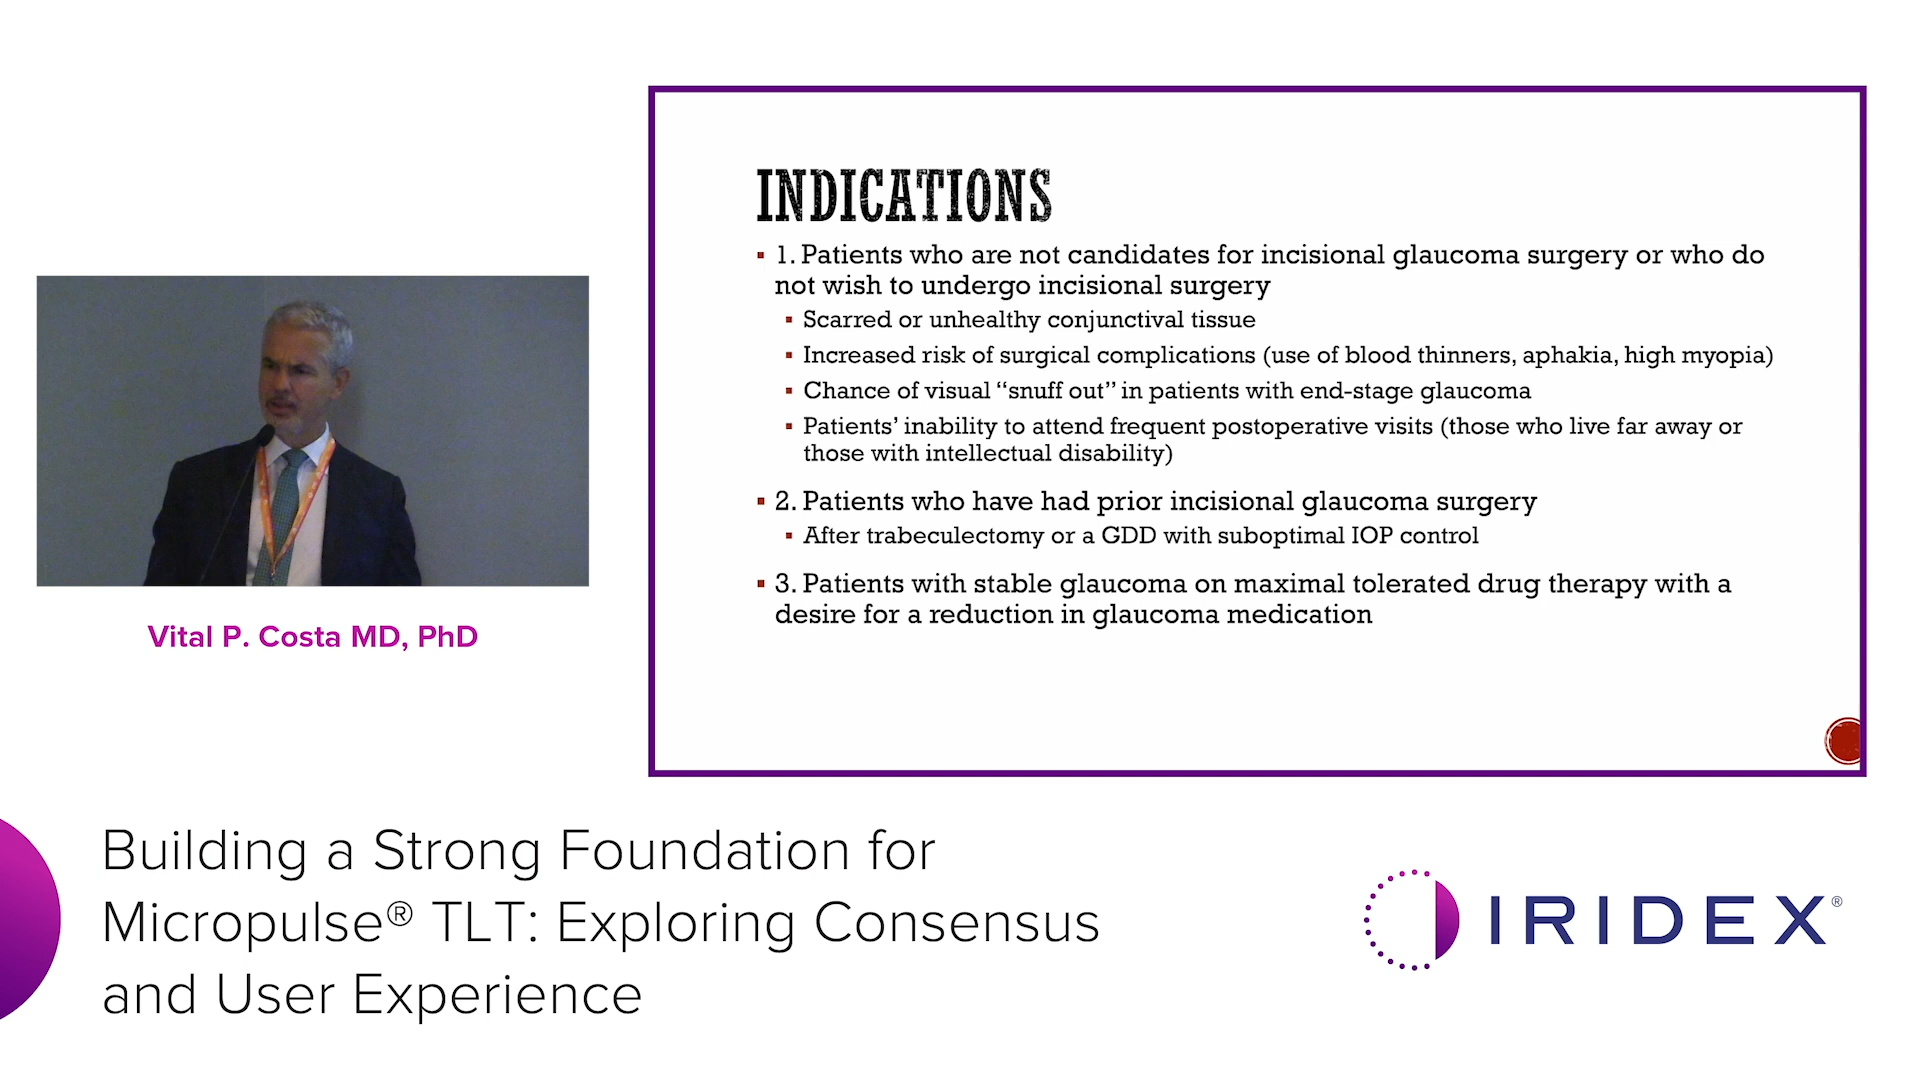 INDICATIONS
▪ 1. Patients who are not candidates for incisional glaucoma surgery or who do
not wish to undergo incisional surgery
▪ Scarred or unhealthy conjunctival tissue
▪ Increased risk of surgical complications (use of blood thinners, aphakia, high myopia)
▪ Chance of visual “snuff out” in patients with end-stage glaucoma
▪ Patients’ inability to attend frequent postoperative visits (those who live far away or
those with intellectual disability)
▪ 2. Patients who have had prior incisional glaucoma surgery
▪ After trabeculectomy or a GDD with suboptimal IOP control
▪ 3. Patients with stable glaucoma on maximal tolerated drug therapy with a
desire for a reduction in glaucoma medication
Vital P. Costa MD, PhD
Building a Strong Foundation for
Micropulse® TLT: Exploring Consensus
and User Experience
IRIDEX®